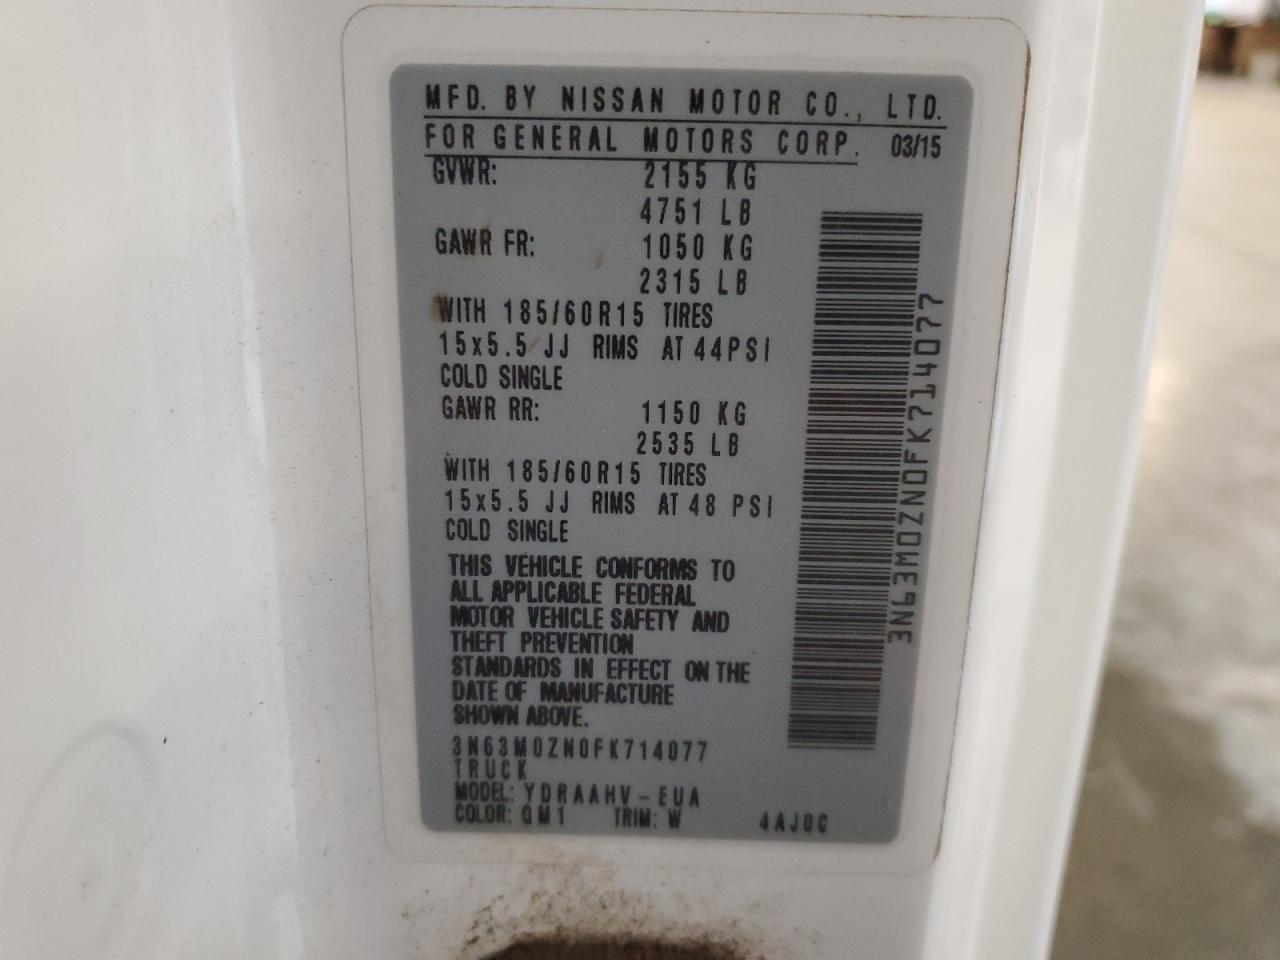 MFD. BY NISSAN MOTOR CO., LTD.
FOR GENERAL MOTORS CORP. 03/15
GVWR: 2155 KG
4751 LB
GAWR FR: 1050 KG
2315 LB
WITH 185/60R15 TIRES
15x5.5 JJ RIMS AT 44PSI
COLD SINGLE
GAWR RR: 1150 KG
2535 LB
WITH 185/60R15 TIRES
15x5.5 JJ RIMS AT 48 PSI
COLD SINGLE
THIS VEHICLE CONFORMS TO
ALL APPLICABLE FEDERAL
MOTOR VEHICLE SAFETY AND
THEFT PREVENTION
STANDARDS IN EFFECT ON THE
DATE OF MANUFACTURE
SHOWN ABOVE.
3N63M0ZN0FK714077
TRUCK
MODEL: YDRAAHV-EUA
COLOR: QM1 TRIM: W 4AJ0C
3N63M0ZN0FK714077